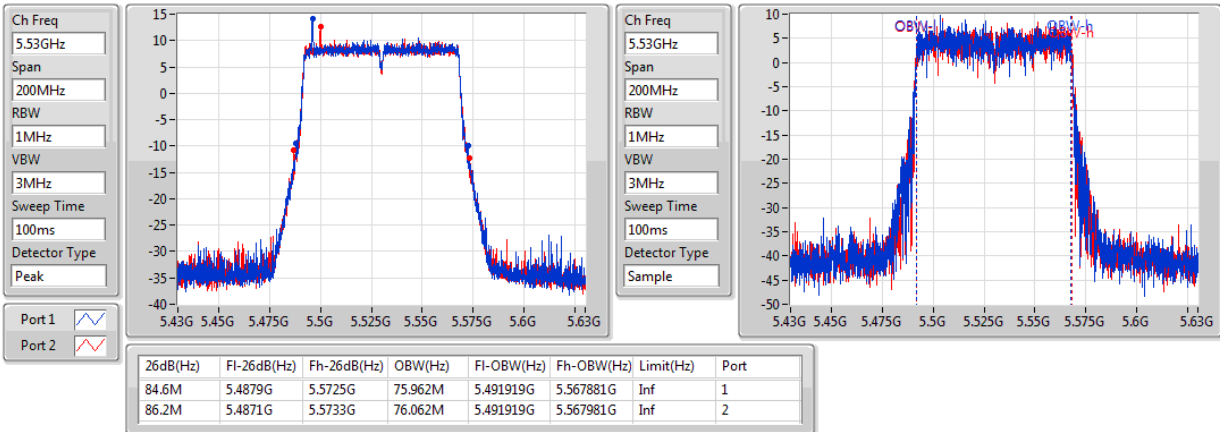 Ch Freq
5.53GHz
Span
200MHz
RBW
1MHz
VBW
3MHz
Sweep Time
100ms
Detector Type
Peak
Port 1
Port 2
15
10
5
0
-5
-10
-15
-20
-25
-30
-35
-40
5.43G 5.45G 5.475G 5.5G 5.525G 5.55G 5.575G 5.6G 5.63G
Ch Freq
5.53GHz
Span
200MHz
RBW
1MHz
VBW
3MHz
Sweep Time
100ms
Detector Type
Sample
OBW-l OBW-h
OBW-h
10
5
0
-5
-10
-15
-20
-25
-30
-35
-40
-45
-50
5.43G 5.45G 5.475G 5.5G 5.525G 5.55G 5.575G 5.6G 5.63G
26dB(Hz) Fl-26dB(Hz) Fh-26dB(Hz) OBW(Hz) Fl-OBW(Hz) Fh-OBW(Hz) Limit(Hz) Port
84.6M 5.4879G 5.5725G 75.962M 5.491919G 5.567881G Inf 1
86.2M 5.4871G 5.5733G 76.062M 5.491919G 5.567981G Inf 2